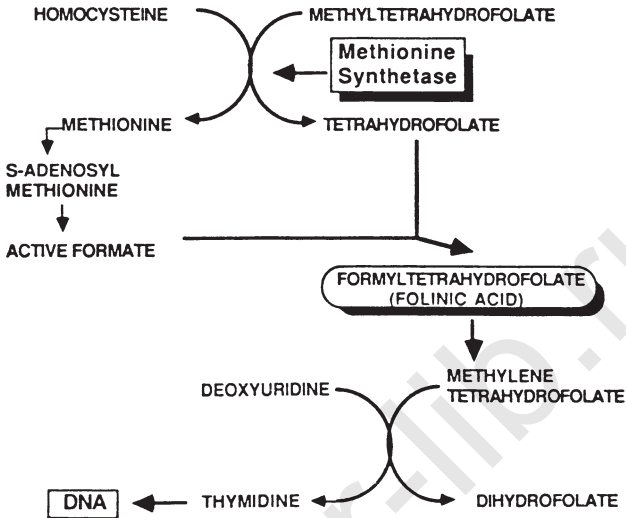 HOMOCYSTEINE
METHYLTETRAHYDROFOLATE
Methionine
Synthetase
METHIONINE
TETRAHYDROFOLATE
S-ADENOSYL
METHIONINE
ACTIVE FORMATE
FORMYLTETRAHYDROFOLATE
(FOLINIC ACID)
DEOXYURIDINE
METHYLENE
TETRAHYDROFOLATE
DNA
THYMIDINE
DIHYDROFOLATE
r-lib.r